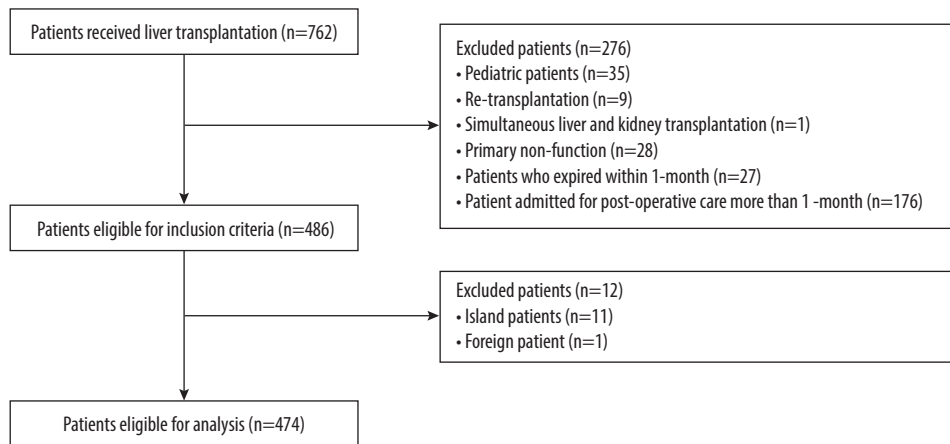 Patients received liver transplantation (n=762)
Excluded patients (n=276)
• Pediatric patients (n=35)
• Re-transplantation (n=9)
• Simultaneous liver and kidney transplantation (n=1)
• Primary non-function (n=28)
• Patients who expired within 1-month (n=27)
• Patient admitted for post-operative care more than 1 -month (n=176)
Patients eligible for inclusion criteria (n=486)
Excluded patients (n=12)
• Island patients (n=11)
• Foreign patient (n=1)
Patients eligible for analysis (n=474)